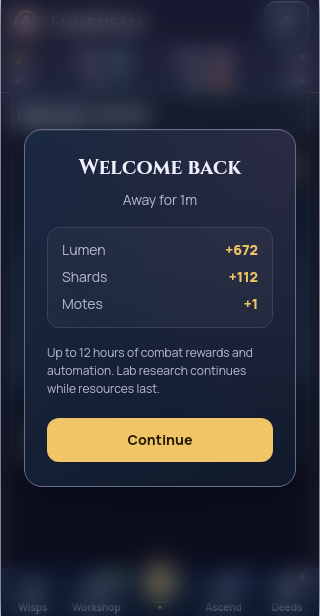 Welcome back
Away for 1m
Lumen +672
Shards +112
Motes +1
Up to 12 hours of combat rewards and
automation. Lab research continues
while resources last.
Continue
Wisps Workshop Ascend Deeds